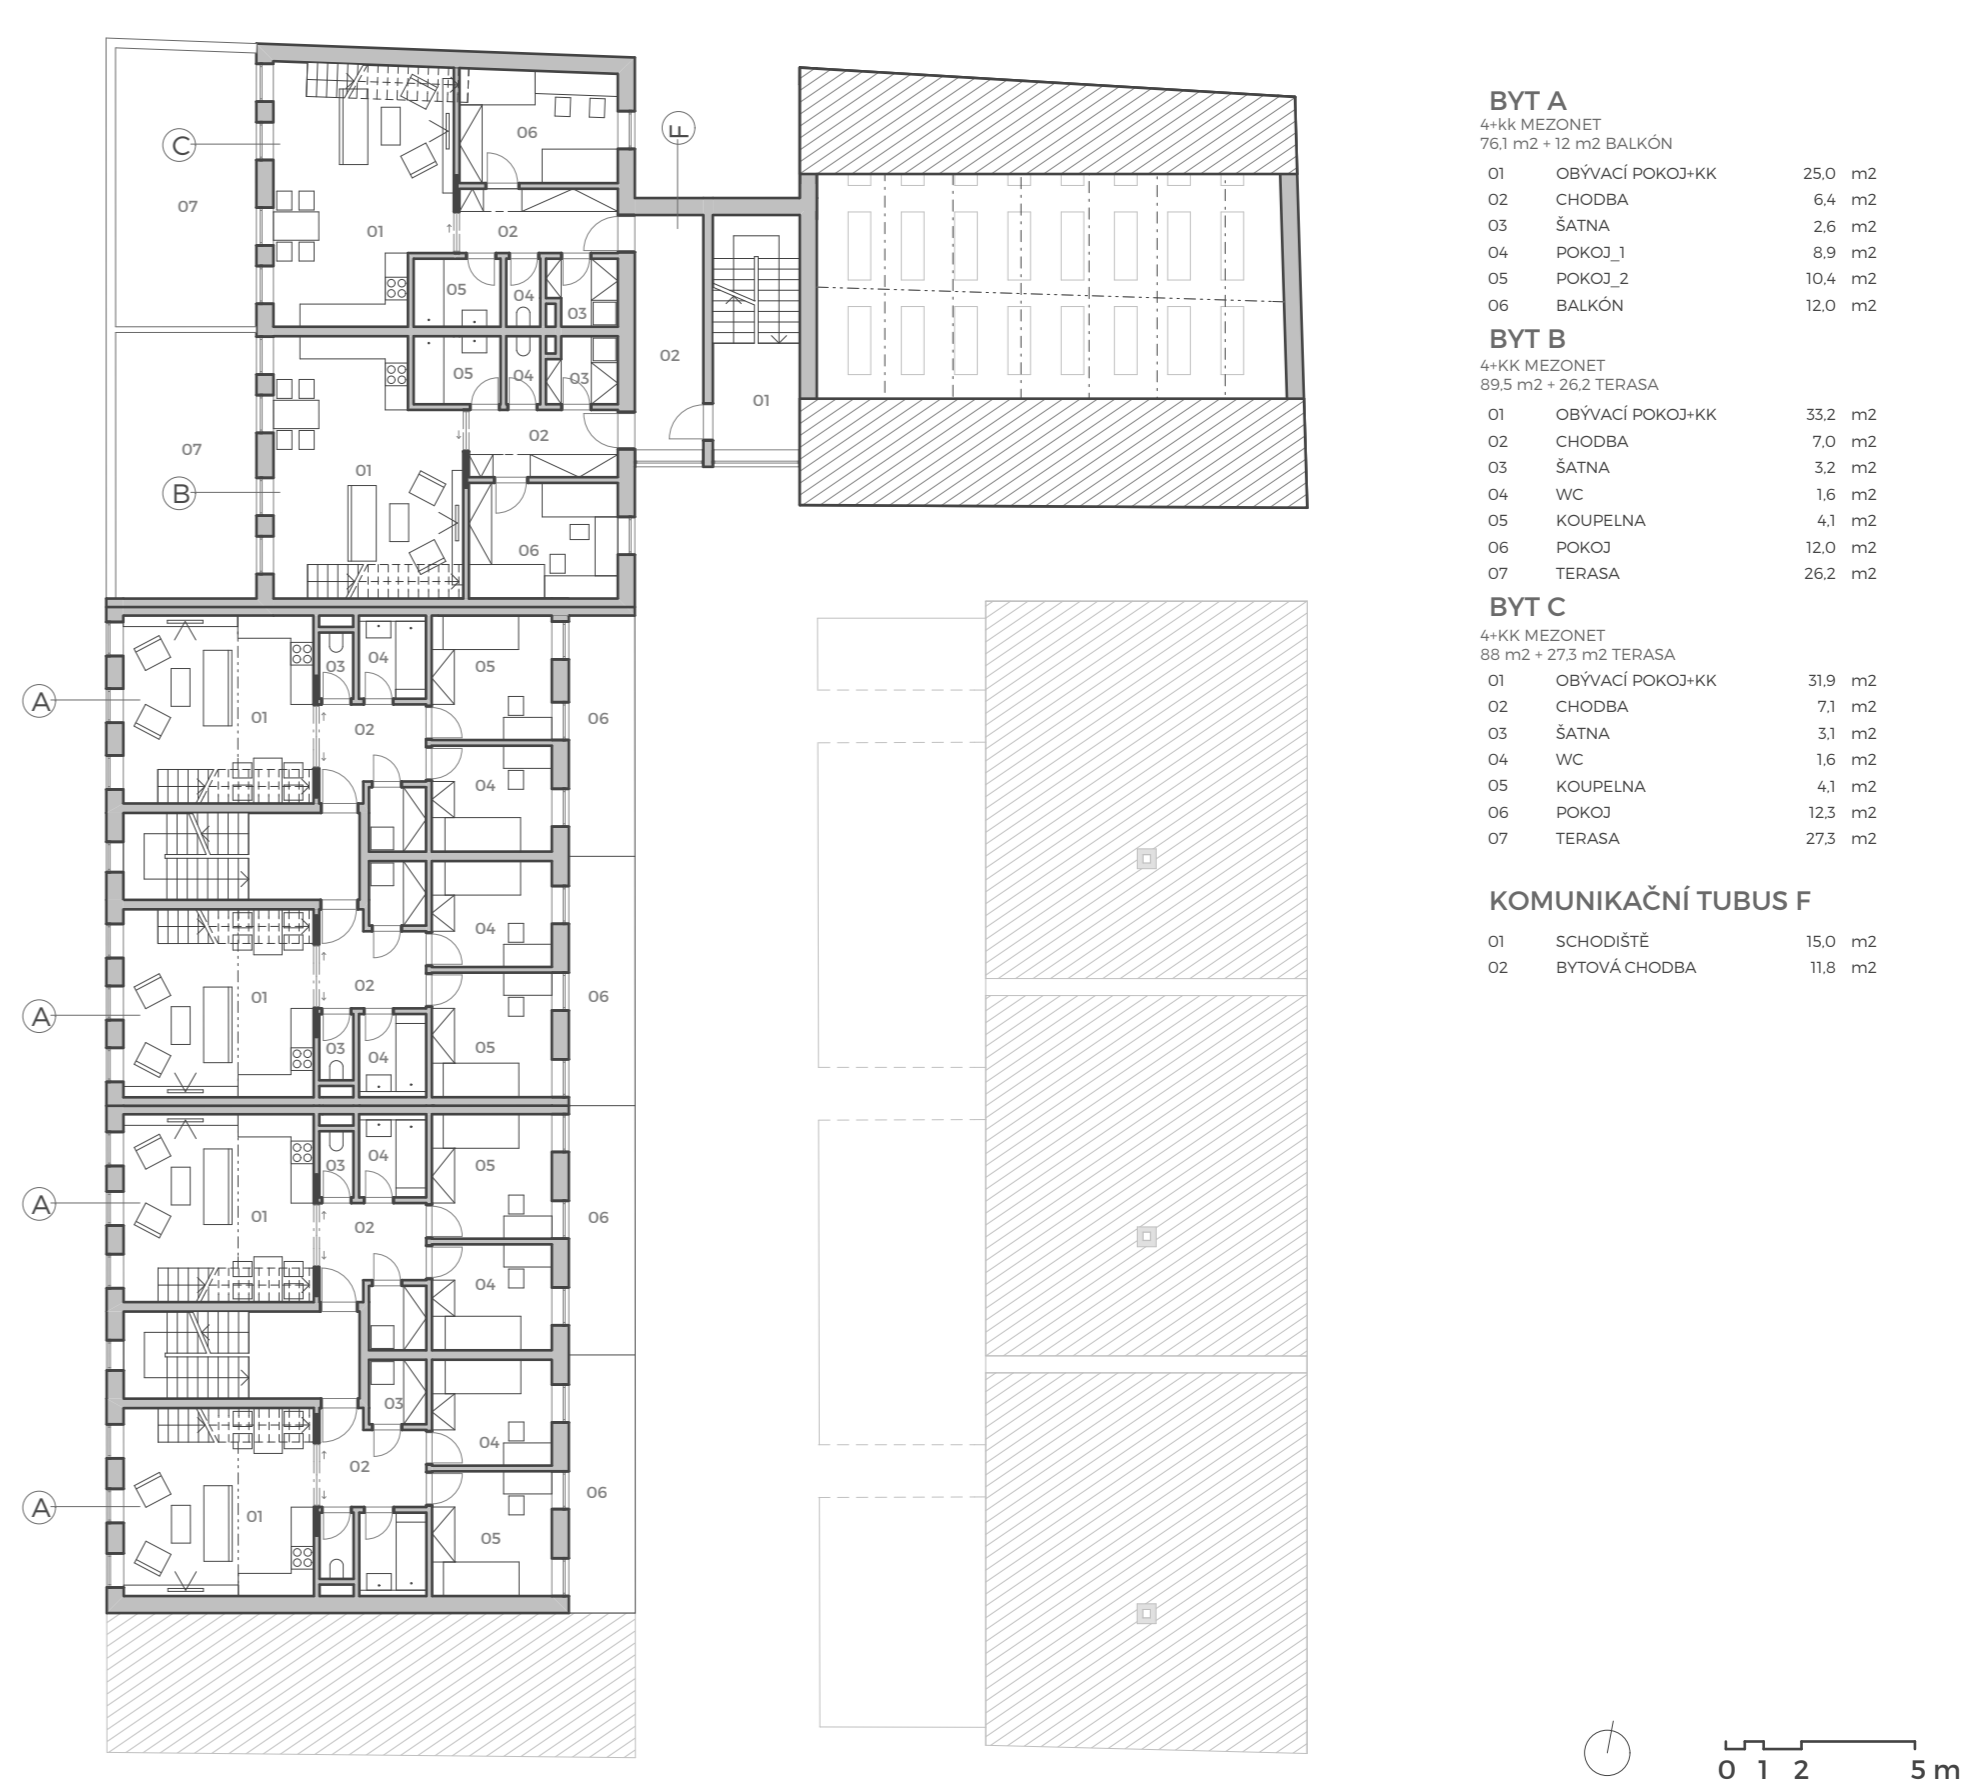 C
06
F
07
01
02
05
04
03
05
04
03
02
01
07
02
01
B
06
03
04
05
A
01
02
06
04
04
01
02
06
A
03
04
05
03
04
05
A
01
02
06
04
03
04
02
A
01
06
05
BYT A
4+kk MEZONET
76,1 m2 + 12 m2 BALKÓN
01 OBÝVACÍ POKOJ+KK 25,0 m2
02 CHODBA 6,4 m2
03 ŠATNA 2,6 m2
04 POKOJ_1 8,9 m2
05 POKOJ_2 10,4 m2
06 BALKÓN 12,0 m2
BYT B
4+KK MEZONET
89,5 m2 + 26,2 TERASA
01 OBÝVACÍ POKOJ+KK 33,2 m2
02 CHODBA 7,0 m2
03 ŠATNA 3,2 m2
04 WC 1,6 m2
05 KOUPELNA 4,1 m2
06 POKOJ 12,0 m2
07 TERASA 26,2 m2
BYT C
4+KK MEZONET
88 m2 + 27,3 m2 TERASA
01 OBÝVACÍ POKOJ+KK 31,9 m2
02 CHODBA 7,1 m2
03 ŠATNA 3,1 m2
04 WC 1,6 m2
05 KOUPELNA 4,1 m2
06 POKOJ 12,3 m2
07 TERASA 27,3 m2
KOMUNIKAČNÍ TUBUS F
01 SCHODIŠTĚ 15,0 m2
02 BYTOVÁ CHODBA 11,8 m2
0 1 2 5 m